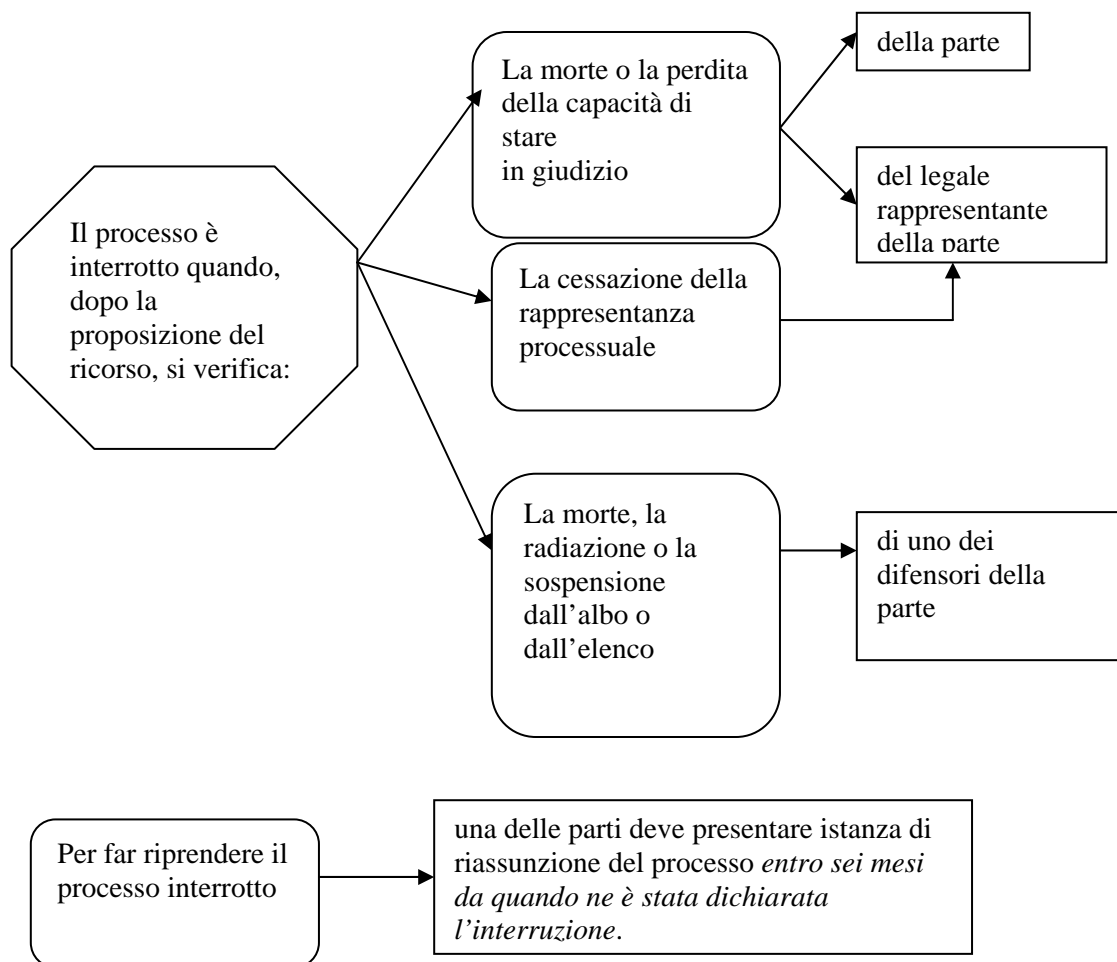 Il processo è
interrotto quando,
dopo la
proposizione del
ricorso, si verifica:
La morte o la perdita
della capacità di
stare
in giudizio
della parte
del legale
rappresentante
della parte
La cessazione della
rappresentanza
processuale
La morte, la
radiazione o la
sospensione
dall’albo o
dall’elenco
di uno dei
difensori della
parte
Per far riprendere il
processo interrotto
una delle parti deve presentare istanza di
riassunzione del processo entro sei mesi
da quando ne è stata dichiarata
l’interruzione.